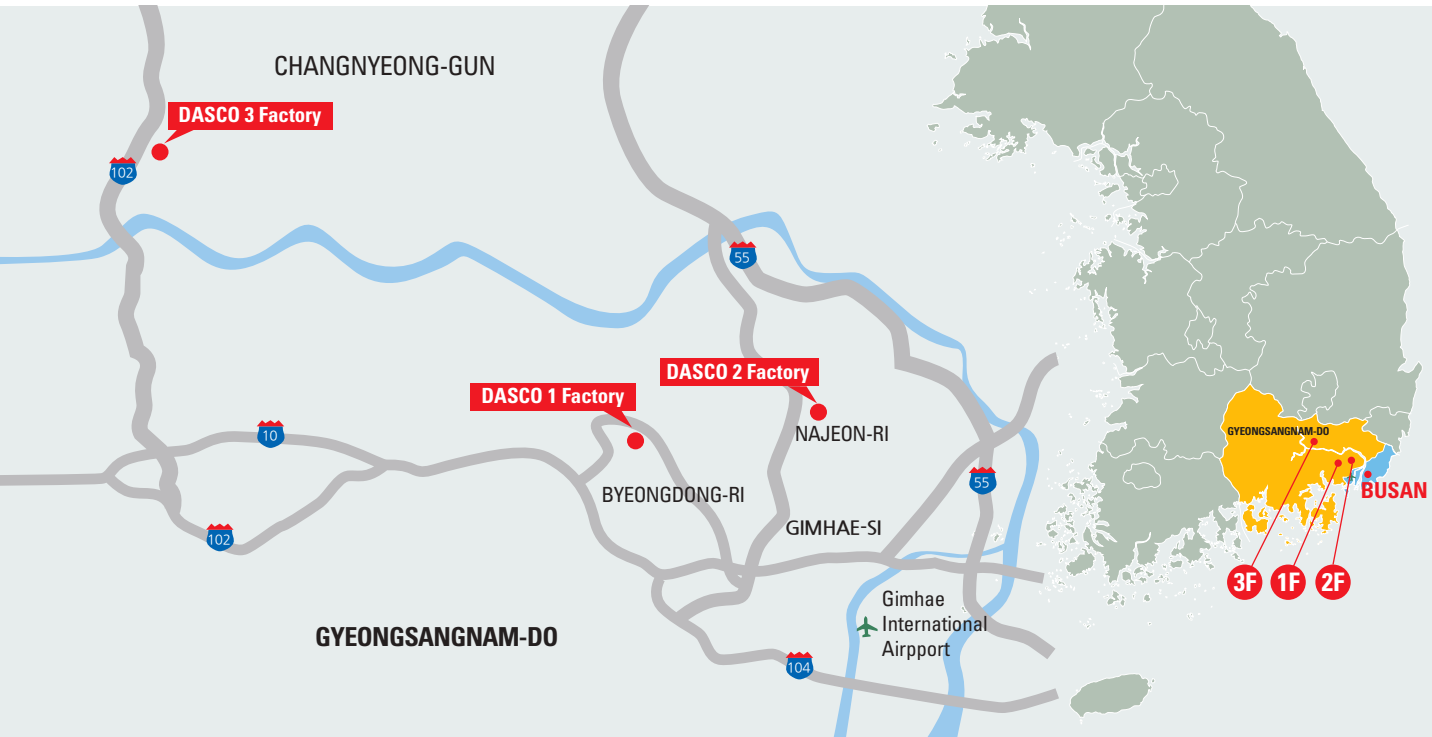 CHANGNYEONG-GUN
DASCO 3 Factory
102
55
DASCO 2 Factory
DASCO 1 Factory
10
NAJEON-RI
BYEONGDONG-RI
55
GIMHAE-SI
102
Gimhae
International
Airpport
GYEONGSANGNAM-DO
104
GYEONGSANGNAM-DO
BUSAN
3F
1F
2F